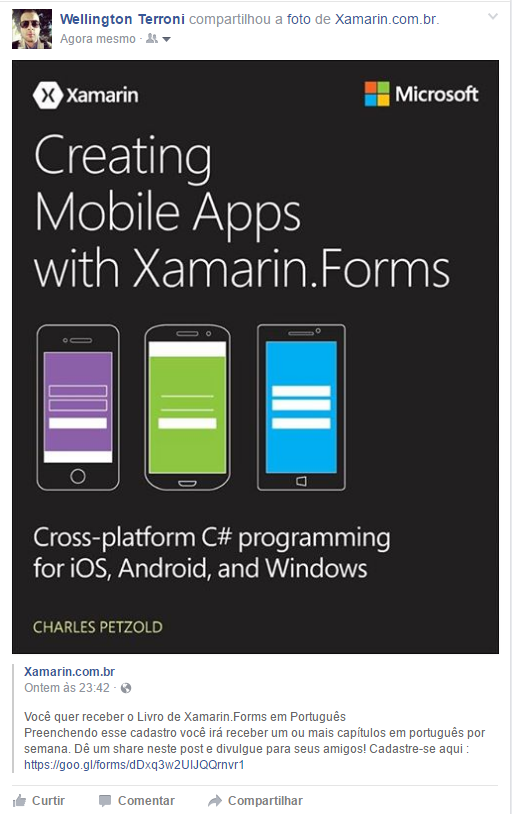 Wellington Terroni compartilhou a foto de Xamarin.com.br.
Agora mesmo ·
Xamarin
Microsoft
Creating
Mobile Apps
with Xamarin.Forms
Cross-platform C# programming
for iOS, Android, and Windows
CHARLES PETZOLD
Xamarin.com.br
Ontem às 23:42 ·
Você quer receber o Livro de Xamarin.Forms em Português
Preenchendo esse cadastro você irá receber um ou mais capítulos em português por
semana. Dê um share neste post e divulgue para seus amigos! Cadastre-se aqui :
https://goo.gl/forms/dDxq3w2UIJQQrnvr1
Curtir Comentar Compartilhar